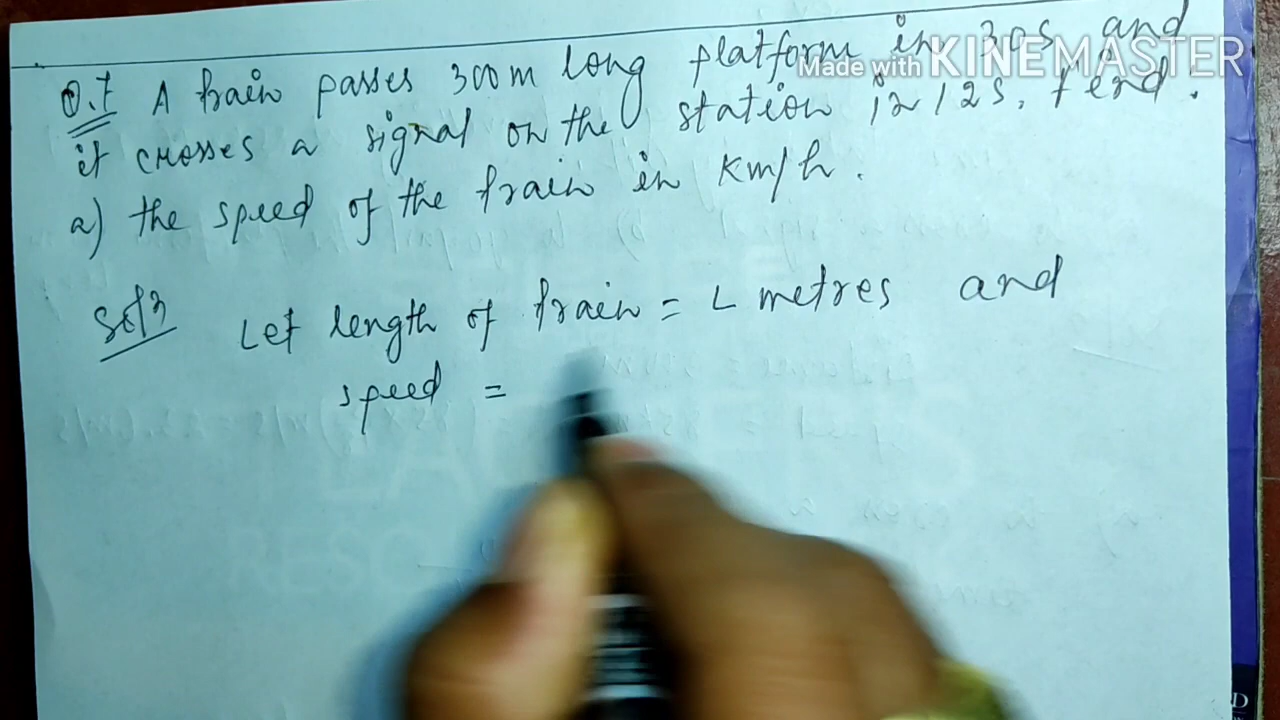 Q.7 A train passes 300m long platform in 30s and
it crosses a signal on the station in 12s. find.
a) the speed of the train in Km/h.
Soln Let length of train = L metres and
speed =
Made with KINEMASTER